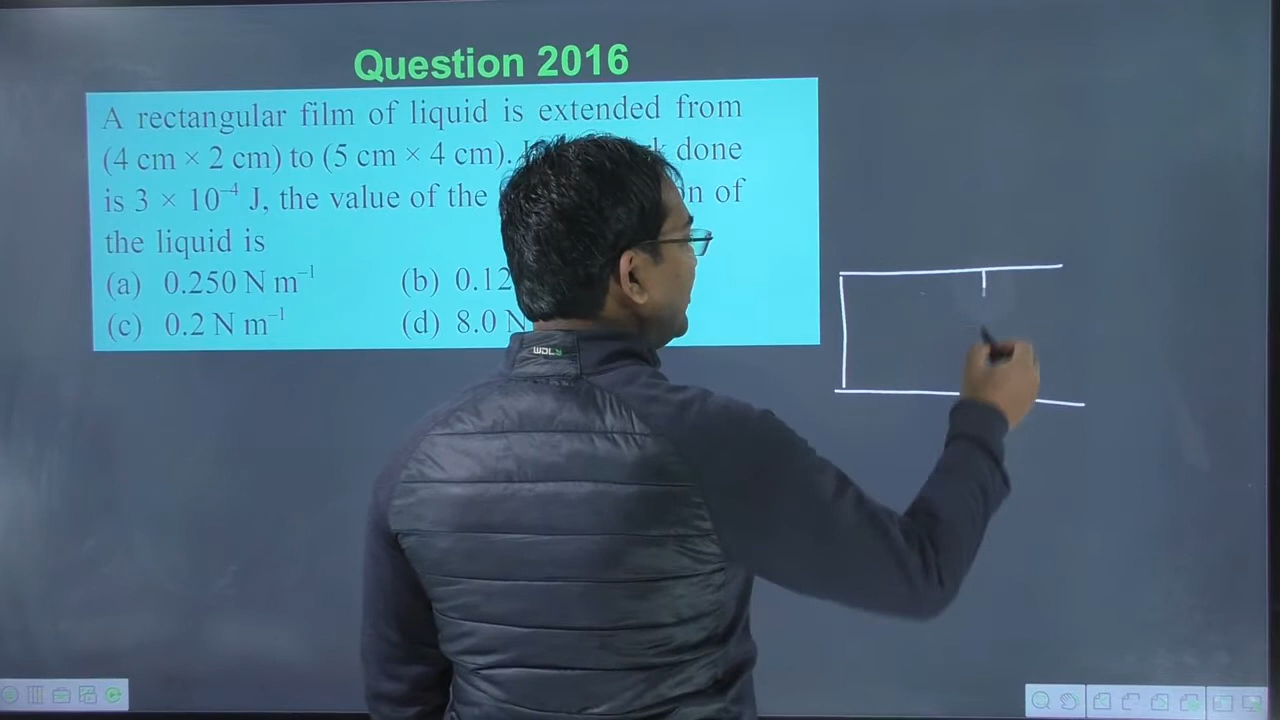 Question 2016
A rectangular film of liquid is extended from
(4 cm × 2 cm) to (5 cm × 4 cm). done
is 3 × 10⁻⁴ J, the value of the of
the liquid is
(a) 0.250 N m⁻¹ (b) 0.12
(c) 0.2 N m⁻¹ (d) 8.0 N